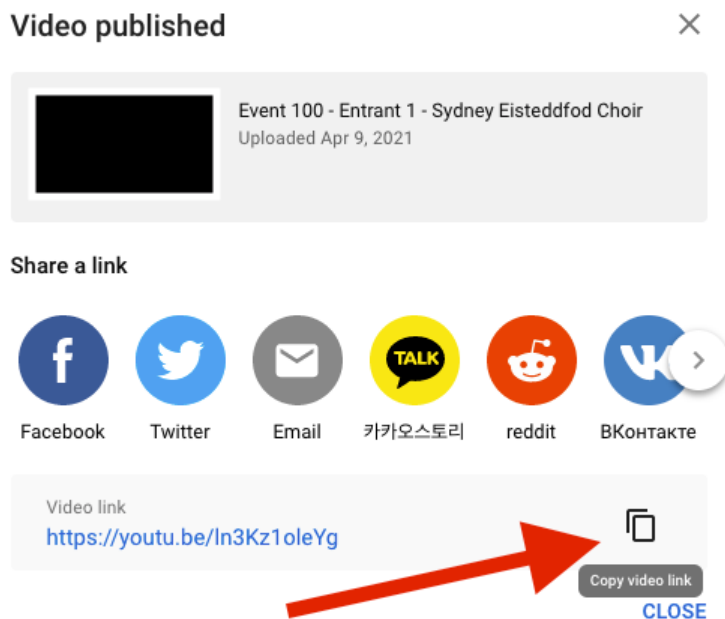 Video published
Event 100 - Entrant 1 - Sydney Eisteddfod Choir
Uploaded Apr 9, 2021
Share a link
f
TALK
VK
Facebook
Twitter
Email
카카오스토리
reddit
ВКонтакте
Video link
https://youtu.be/ln3Kz1oleYg
Copy video link
CLOSE